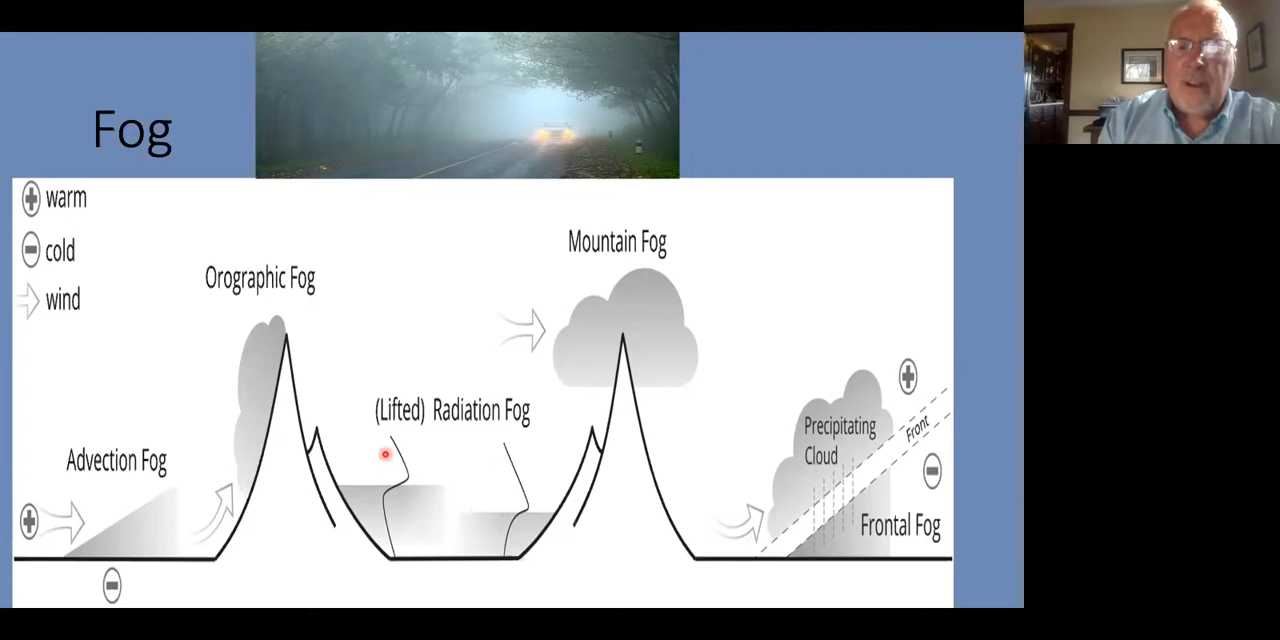 Fog
warm
cold
wind
Orographic Fog
Mountain Fog
(Lifted) Radiation Fog
Advection Fog
Precipitating
Cloud
Front
Frontal Fog